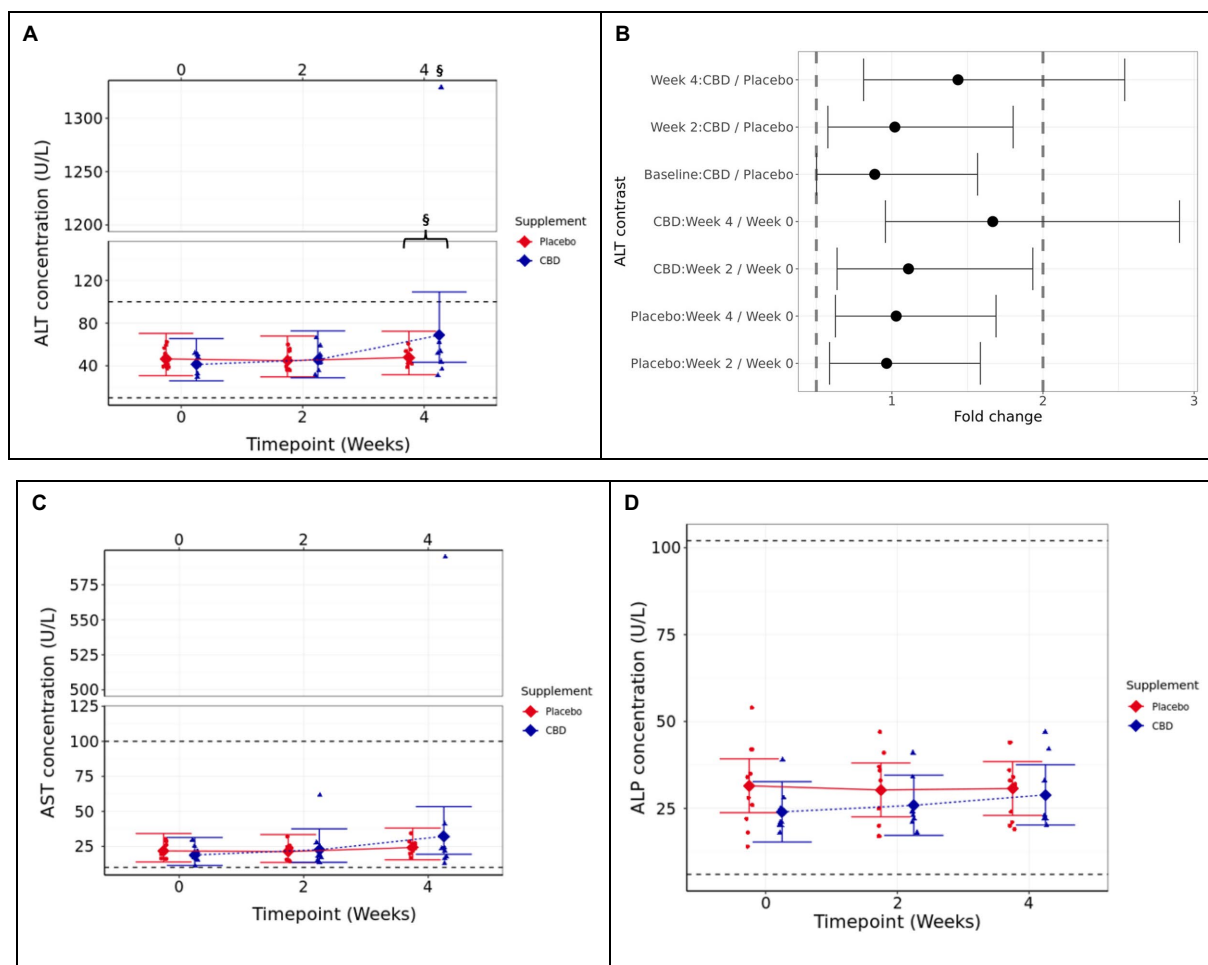 A
0 2 4 §
1300
1250
1200
§
120
80
40
ALT concentration (U/L)
0 2 4
Timepoint (Weeks)
Supplement
Placebo
CBD
B
Week 4:CBD / Placebo
Week 2:CBD / Placebo
Baseline:CBD / Placebo
CBD:Week 4 / Week 0
CBD:Week 2 / Week 0
Placebo:Week 4 / Week 0
Placebo:Week 2 / Week 0
ALT contrast
1 2 3
Fold change
C
0 2 4
575
550
525
500
125
100
75
50
25
AST concentration (U/L)
0 2 4
Timepoint (Weeks)
Supplement
Placebo
CBD
D
100
75
50
25
ALP concentration (U/L)
0 2 4
Timepoint (Weeks)
Supplement
Placebo
CBD